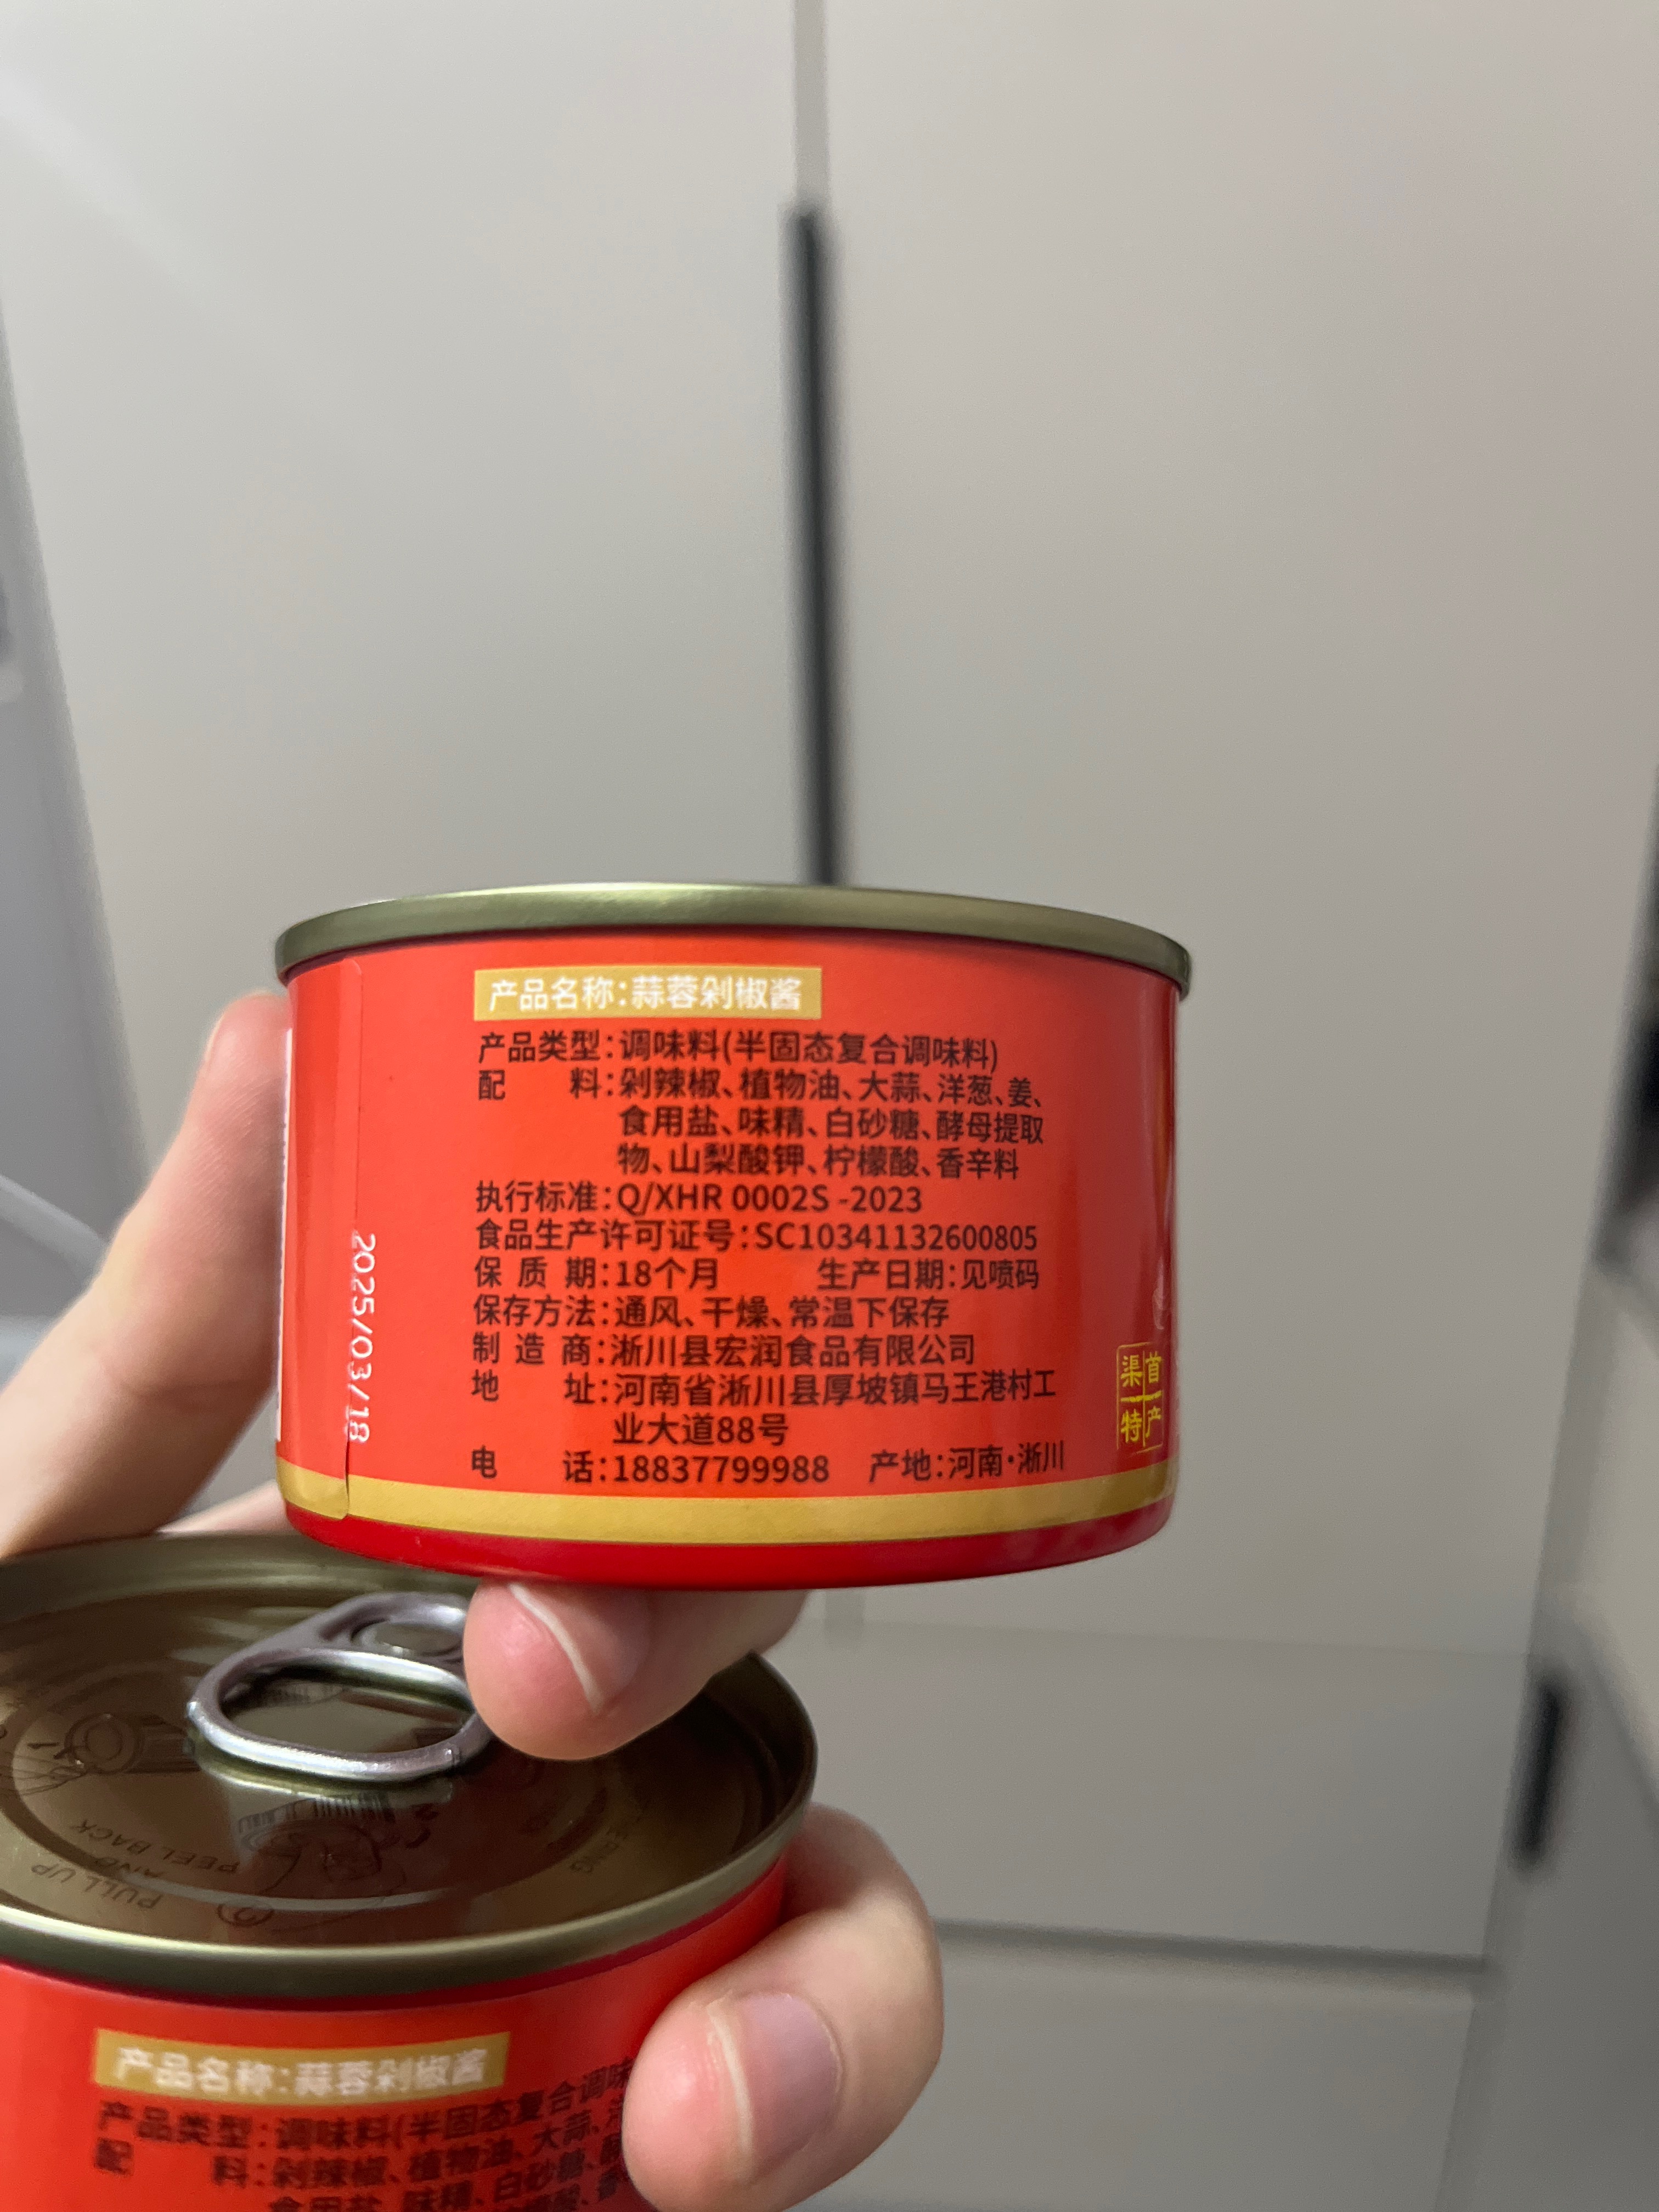 产品名称:蒜蓉剁椒酱
产品类型:调味料(半固态复合调味料)
配 料:剁辣椒、植物油、大蒜、洋葱、姜、
食用盐、味精、白砂糖、酵母提取
物、山梨酸钾、柠檬酸、香辛料
执行标准:Q/XHR 0002S -2023
食品生产许可证号:SC10341132600805
保 质 期:18个月 生产日期:见喷码
保存方法:通风、干燥、常温下保存
制 造 商:淅川县宏润食品有限公司
地 址:河南省淅川县厚坡镇马王港村工
业大道88号
电 话:18837799988 产地:河南·淅川
2025/03/18
渠首
特产
PULL UP
AND
PEEL BACK
产品名称:蒜蓉剁椒酱
产品类型:调味料(半固态复合调味
配 料:剁辣椒、植物油、大蒜、
食用盐、味精、白砂糖、